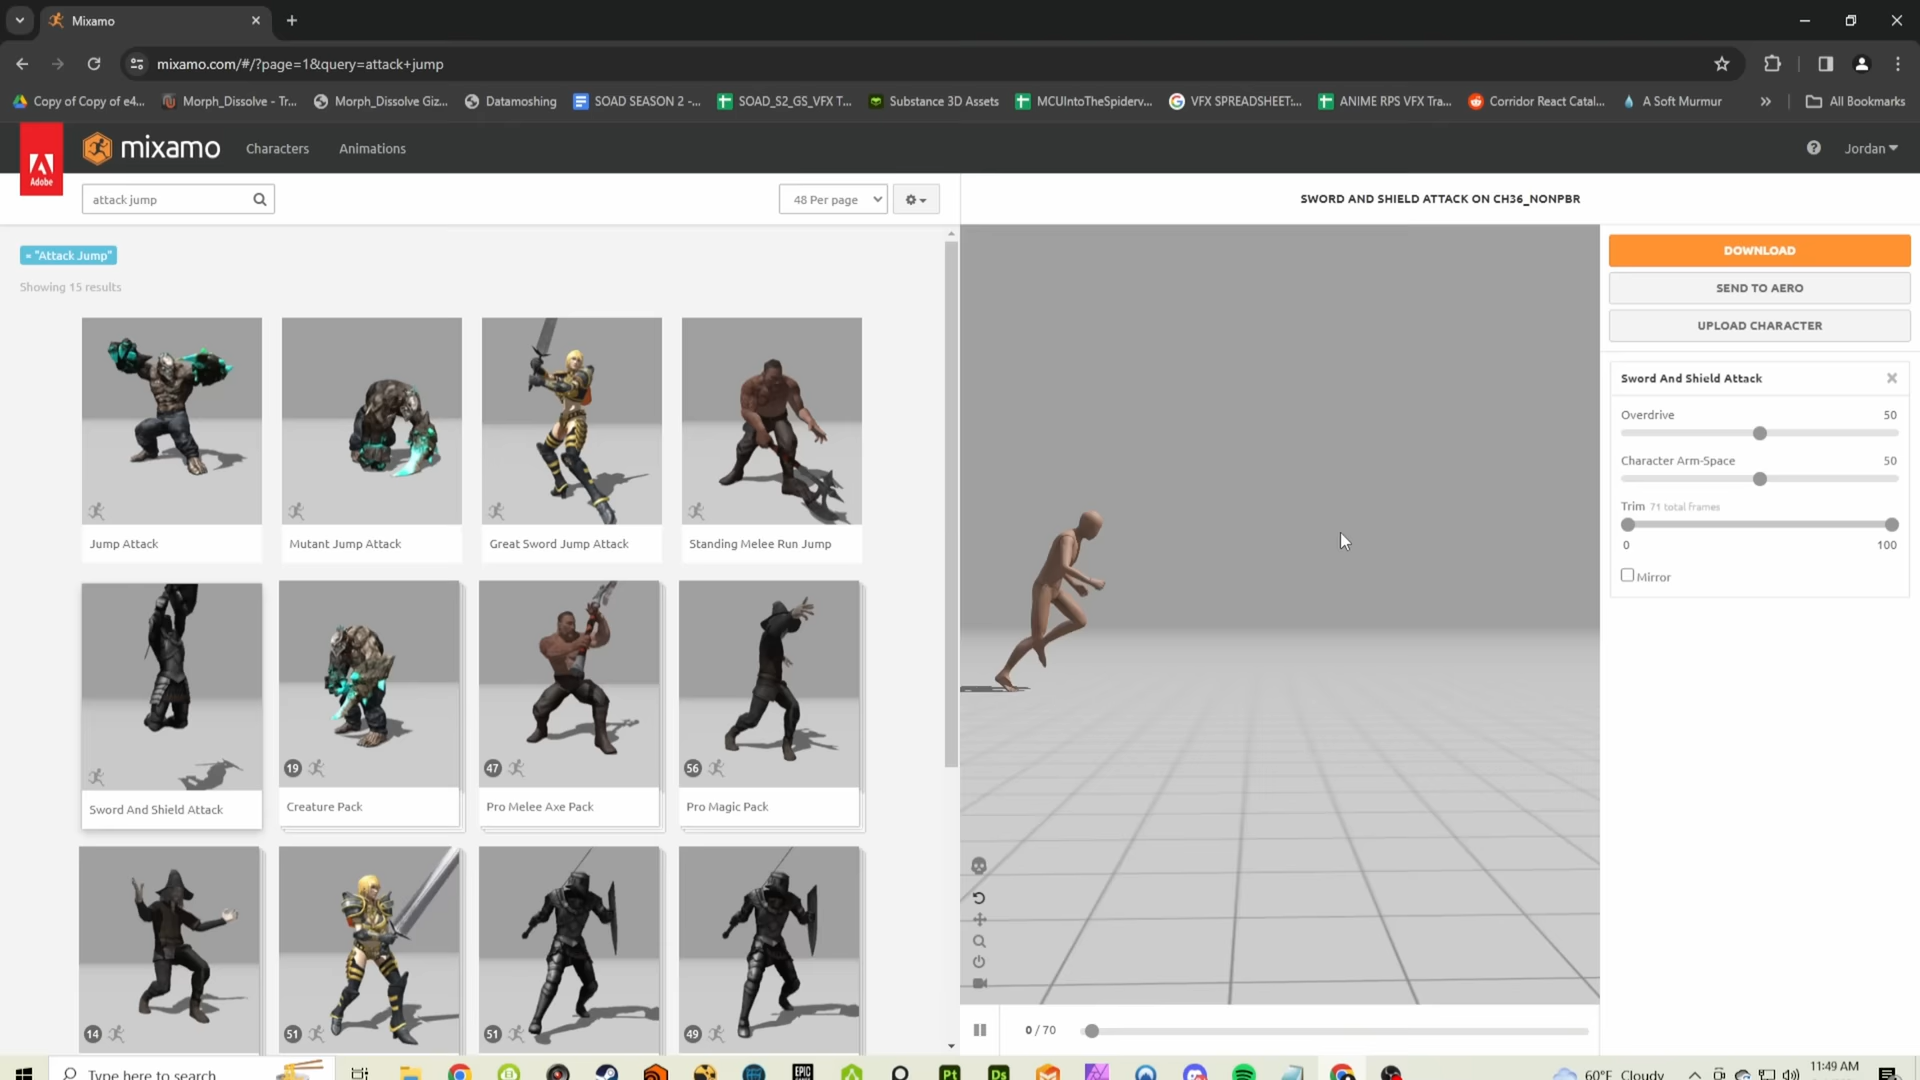 Mixamo
mixamo.com/#/?page=1&query=attack+jump
Copy of Copy of e4...
Morph_Dissolve - Tr...
Morph_Dissolve Giz...
Datamoshing
SOAD SEASON 2 -...
SOAD_S2_GS_VFX T...
Substance 3D Assets
MCUIntoTheSpiderv...
VFX SPREADSHEET:...
ANIME RPS VFX Tra...
Corridor React Catal...
A Soft Murmur
All Bookmarks
Adobe
mixamo
Characters
Animations
Jordan
attack jump
48 Per page
SWORD AND SHIELD ATTACK ON CH36_NONPBR
= "Attack Jump"
Showing 15 results
Jump Attack
Mutant Jump Attack
Great Sword Jump Attack
Standing Melee Run Jump
Sword And Shield Attack
19
Creature Pack
47
Pro Melee Axe Pack
56
Pro Magic Pack
14
51
51
49
DOWNLOAD
SEND TO AERO
UPLOAD CHARACTER
Sword And Shield Attack
Overdrive 50
Character Arm-Space 50
Trim 71 total frames
0 100
Mirror
0 / 70
Type here to search
EPIC
GAMES
Pt
Ds
60°F Cloudy
11:49 AM